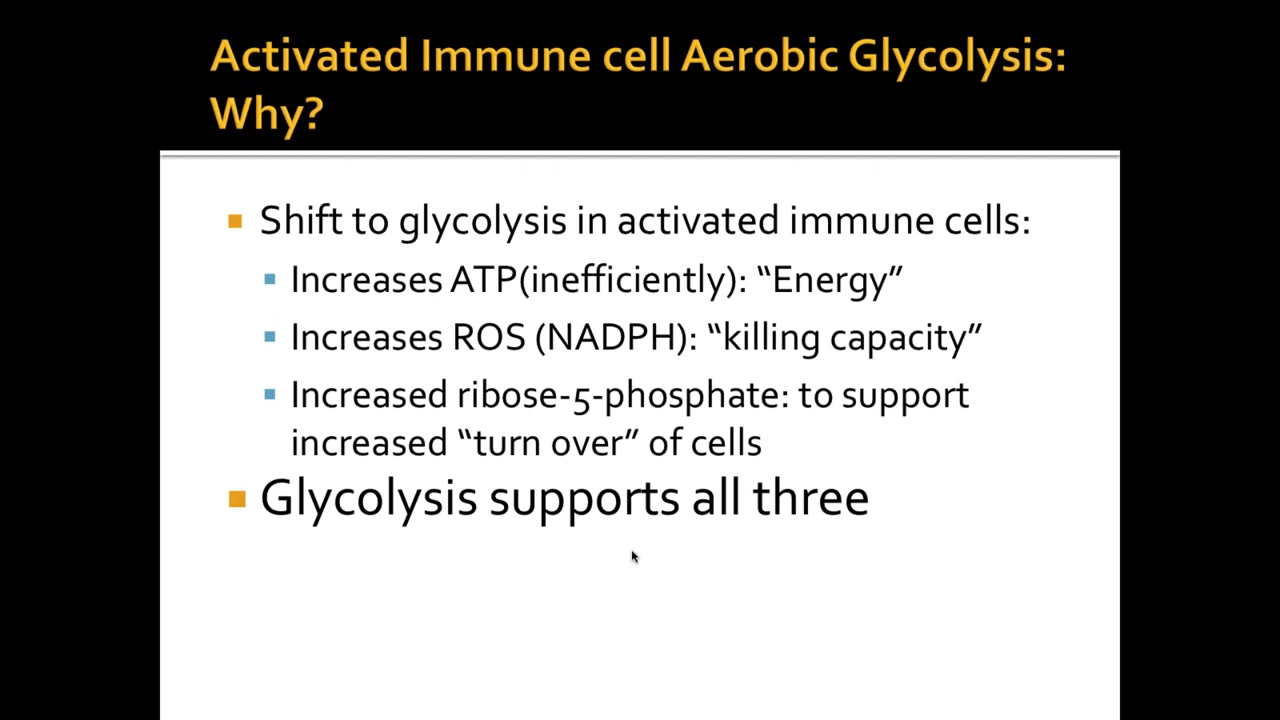 Activated Immune cell Aerobic Glycolysis:
Why?
Shift to glycolysis in activated immune cells:
Increases ATP(inefficiently): “Energy”
Increases ROS (NADPH): “killing capacity”
Increased ribose-5-phosphate: to support
increased “turn over” of cells
Glycolysis supports all three